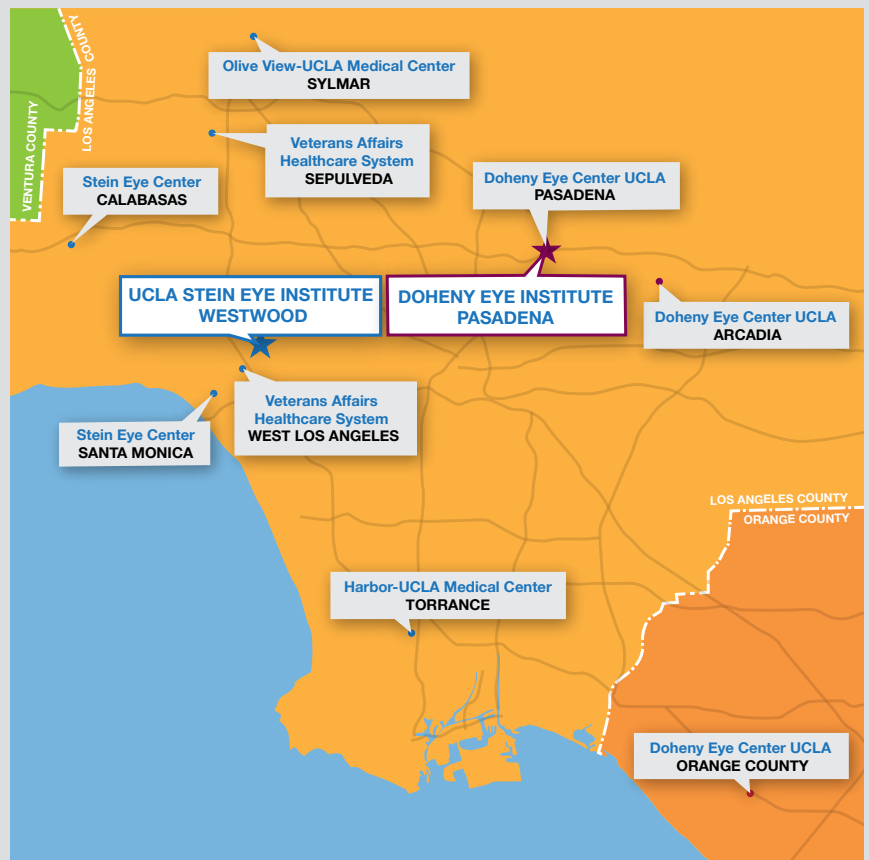 VENTURA COUNTY
LOS ANGELES COUNTY
Olive View-UCLA Medical Center
SYLMAR
Veterans Affairs
Healthcare System
SEPULVEDA
Stein Eye Center
CALABASAS
Doheny Eye Center UCLA
PASADENA
UCLA STEIN EYE INSTITUTE
WESTWOOD
DOHENY EYE INSTITUTE
PASADENA
Doheny Eye Center UCLA
ARCADIA
Veterans Affairs
Healthcare System
WEST LOS ANGELES
Stein Eye Center
SANTA MONICA
LOS ANGELES COUNTY
ORANGE COUNTY
Harbor-UCLA Medical Center
TORRANCE
Doheny Eye Center UCLA
ORANGE COUNTY